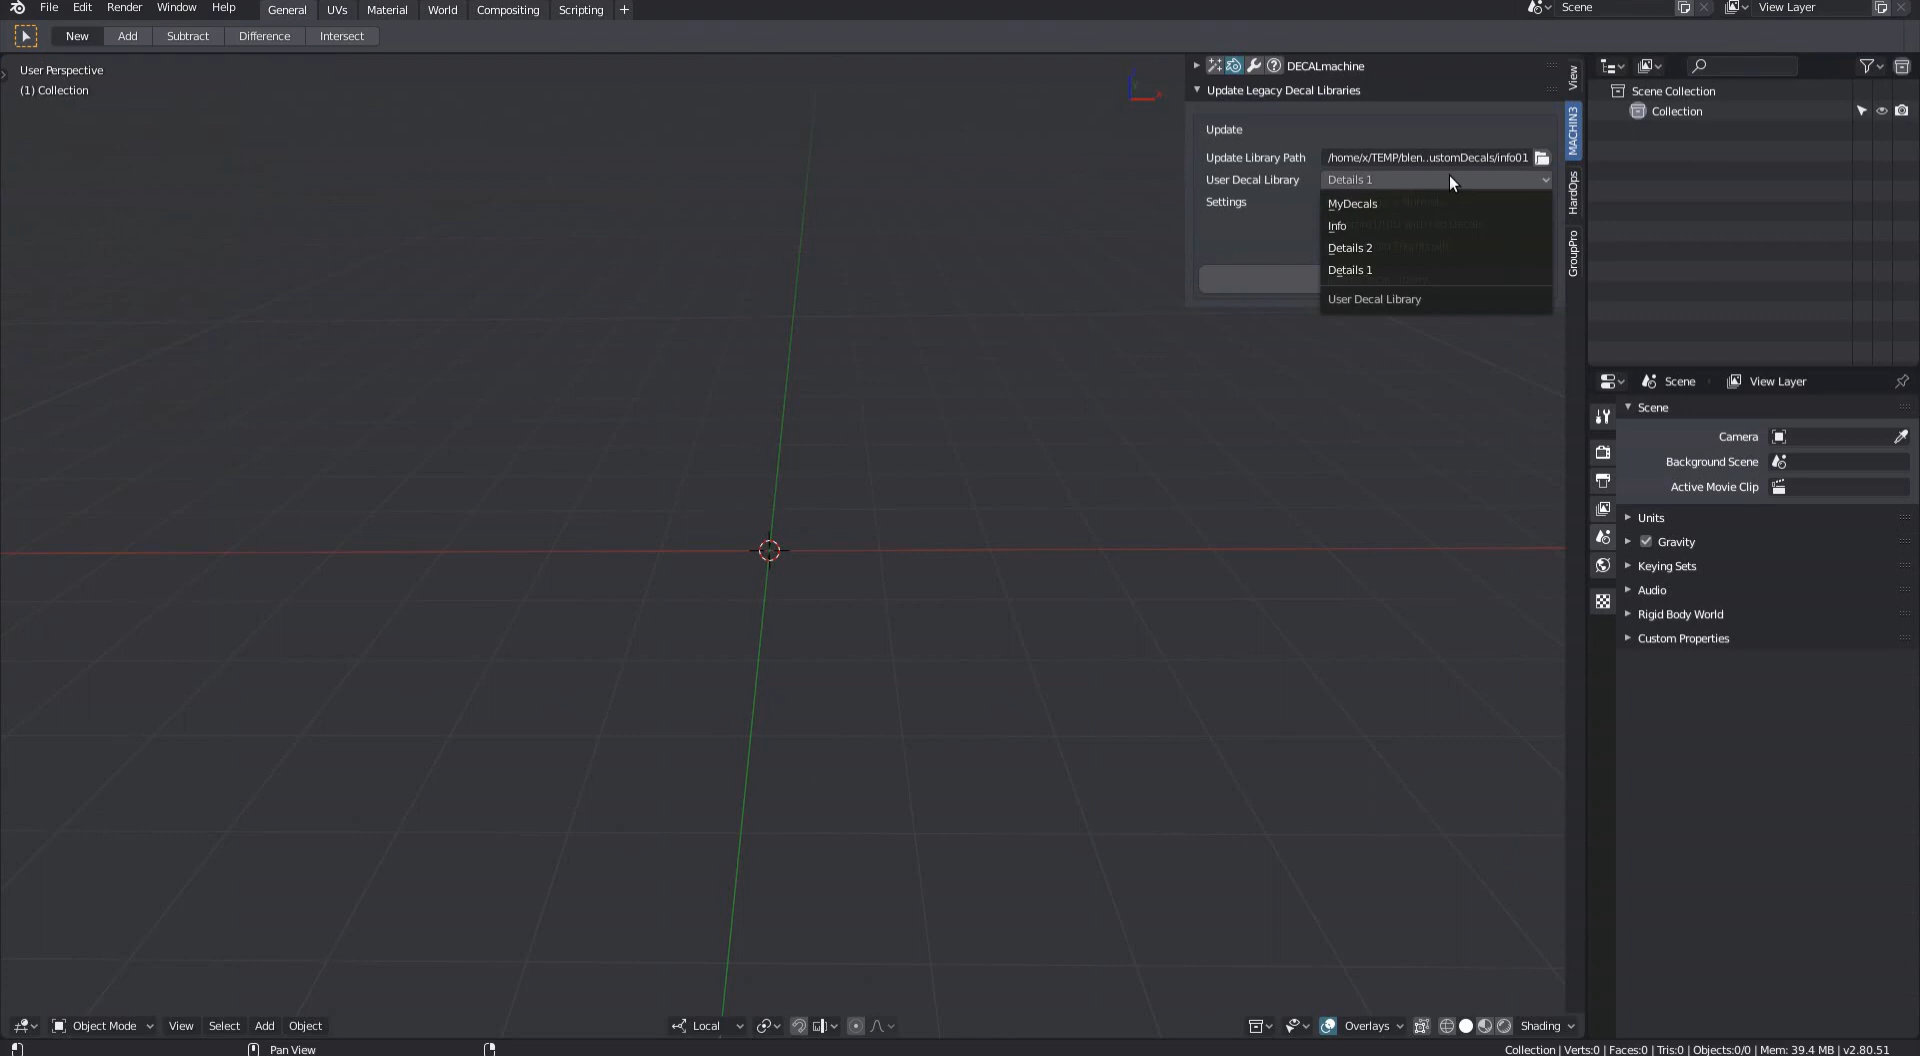 File Edit Render Window Help General UVs Material World Compositing Scripting + Scene View Layer
New Add Subtract Difference Intersect
User Perspective
(1) Collection
DECALmachine
Update Legacy Decal Libraries
Update
Update Library Path /home/x/TEMP/blen..ustomDecals/info01
User Decal Library Details 1
Settings
MyDecals
Info
Details 2
Details 1
User Decal Library
View
MACHIN3
HardOps
GroupPro
Scene Collection
Collection
Scene View Layer
Scene
Camera
Background Scene
Active Movie Clip
Units
Gravity
Keying Sets
Audio
Rigid Body World
Custom Properties
Object Mode View Select Add Object Local Overlays Shading
Pan View
Collection | Verts:0 | Faces:0 | Tris:0 | Objects:0/0 | Mem: 39.4 MB | v2.80.51